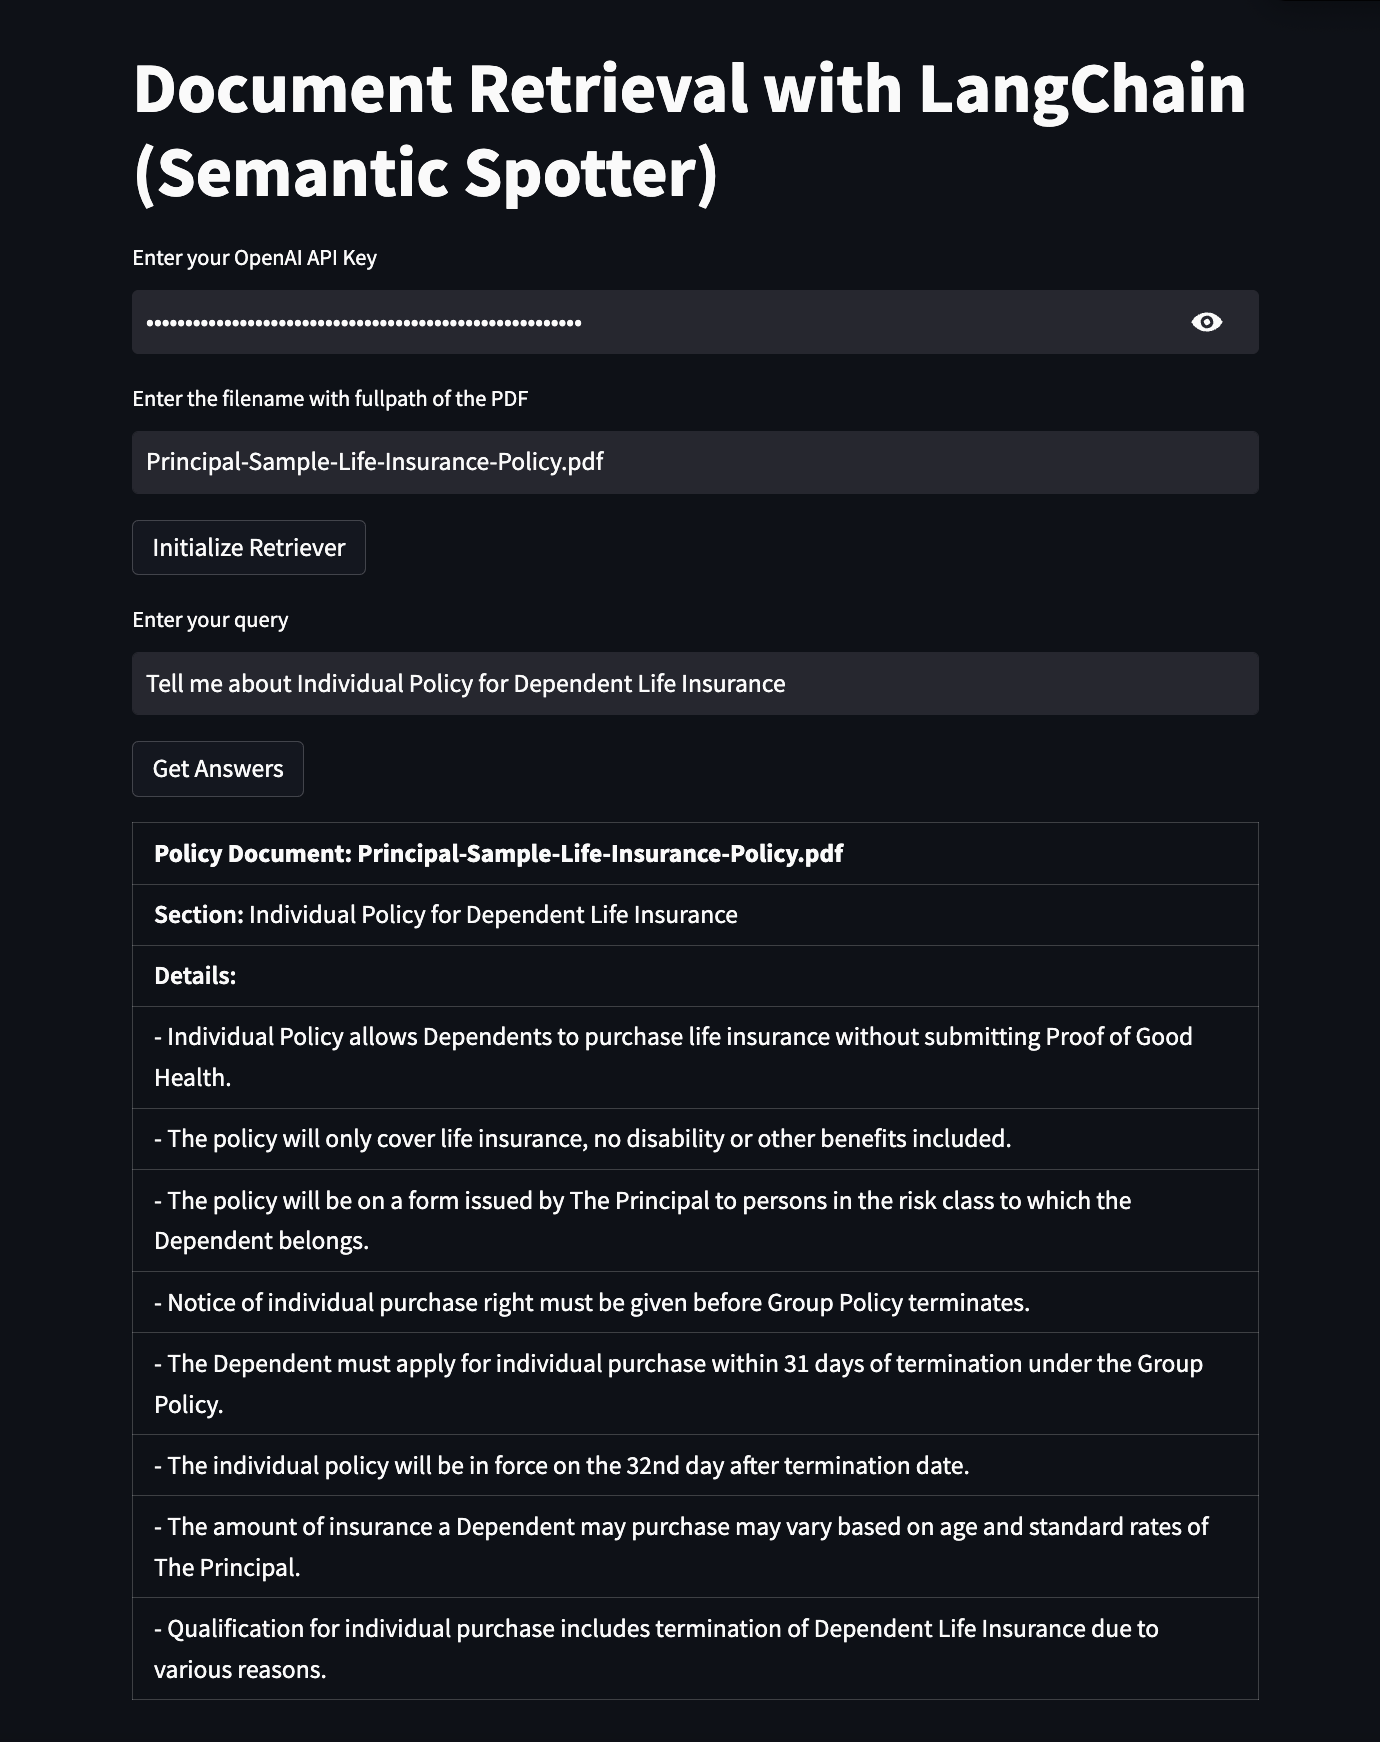 Document Retrieval with LangChain
(Semantic Spotter)
Enter your OpenAI API Key
Enter the filename with fullpath of the PDF
Principal-Sample-Life-Insurance-Policy.pdf
Initialize Retriever
Enter your query
Tell me about Individual Policy for Dependent Life Insurance
Get Answers
Policy Document: Principal-Sample-Life-Insurance-Policy.pdf
Section: Individual Policy for Dependent Life Insurance
Details:
- Individual Policy allows Dependents to purchase life insurance without submitting Proof of Good
Health.
- The policy will only cover life insurance, no disability or other benefits included.
- The policy will be on a form issued by The Principal to persons in the risk class to which the
Dependent belongs.
- Notice of individual purchase right must be given before Group Policy terminates.
- The Dependent must apply for individual purchase within 31 days of termination under the Group
Policy.
- The individual policy will be in force on the 32nd day after termination date.
- The amount of insurance a Dependent may purchase may vary based on age and standard rates of
The Principal.
- Qualification for individual purchase includes termination of Dependent Life Insurance due to
various reasons.